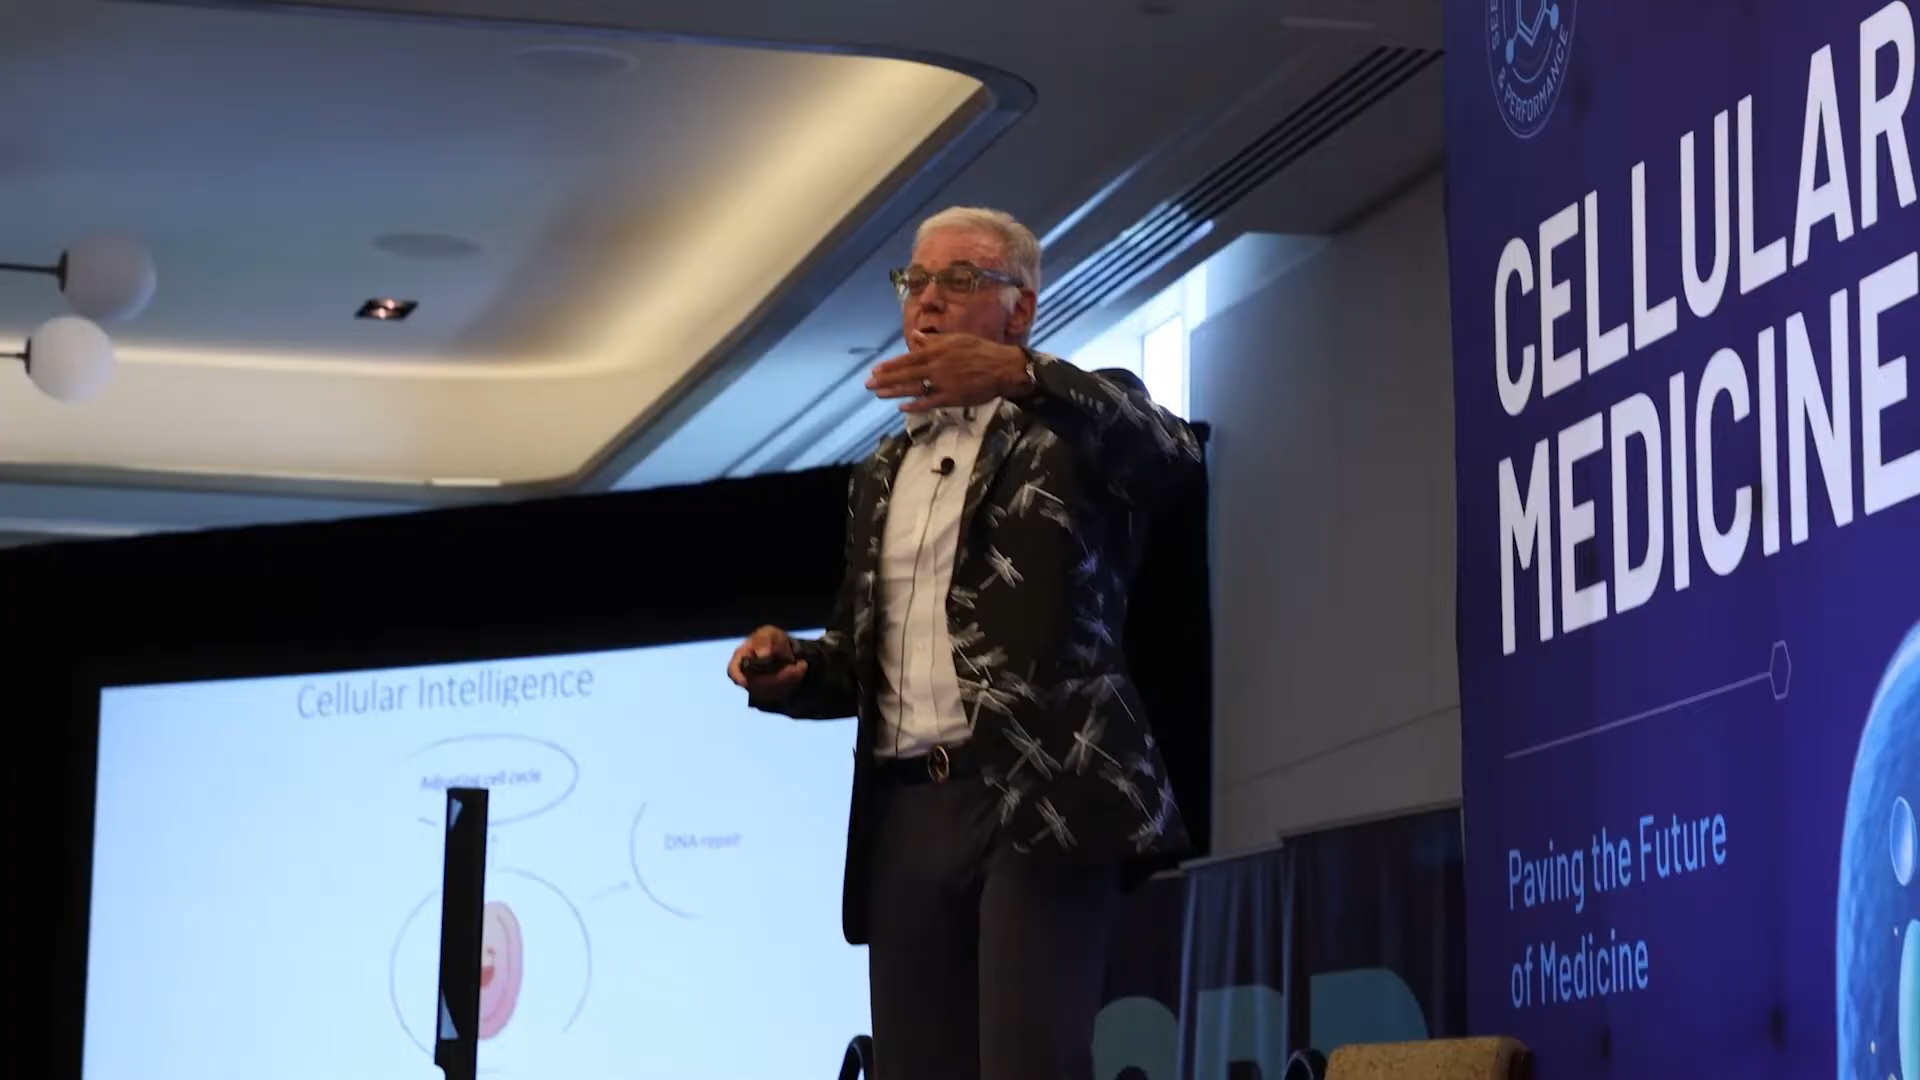 & PERFORMANCE
CELLULAR
MEDICINE
Paving the Future
of Medicine
Cellular Intelligence
Adjusting cell cycle
DNA repair